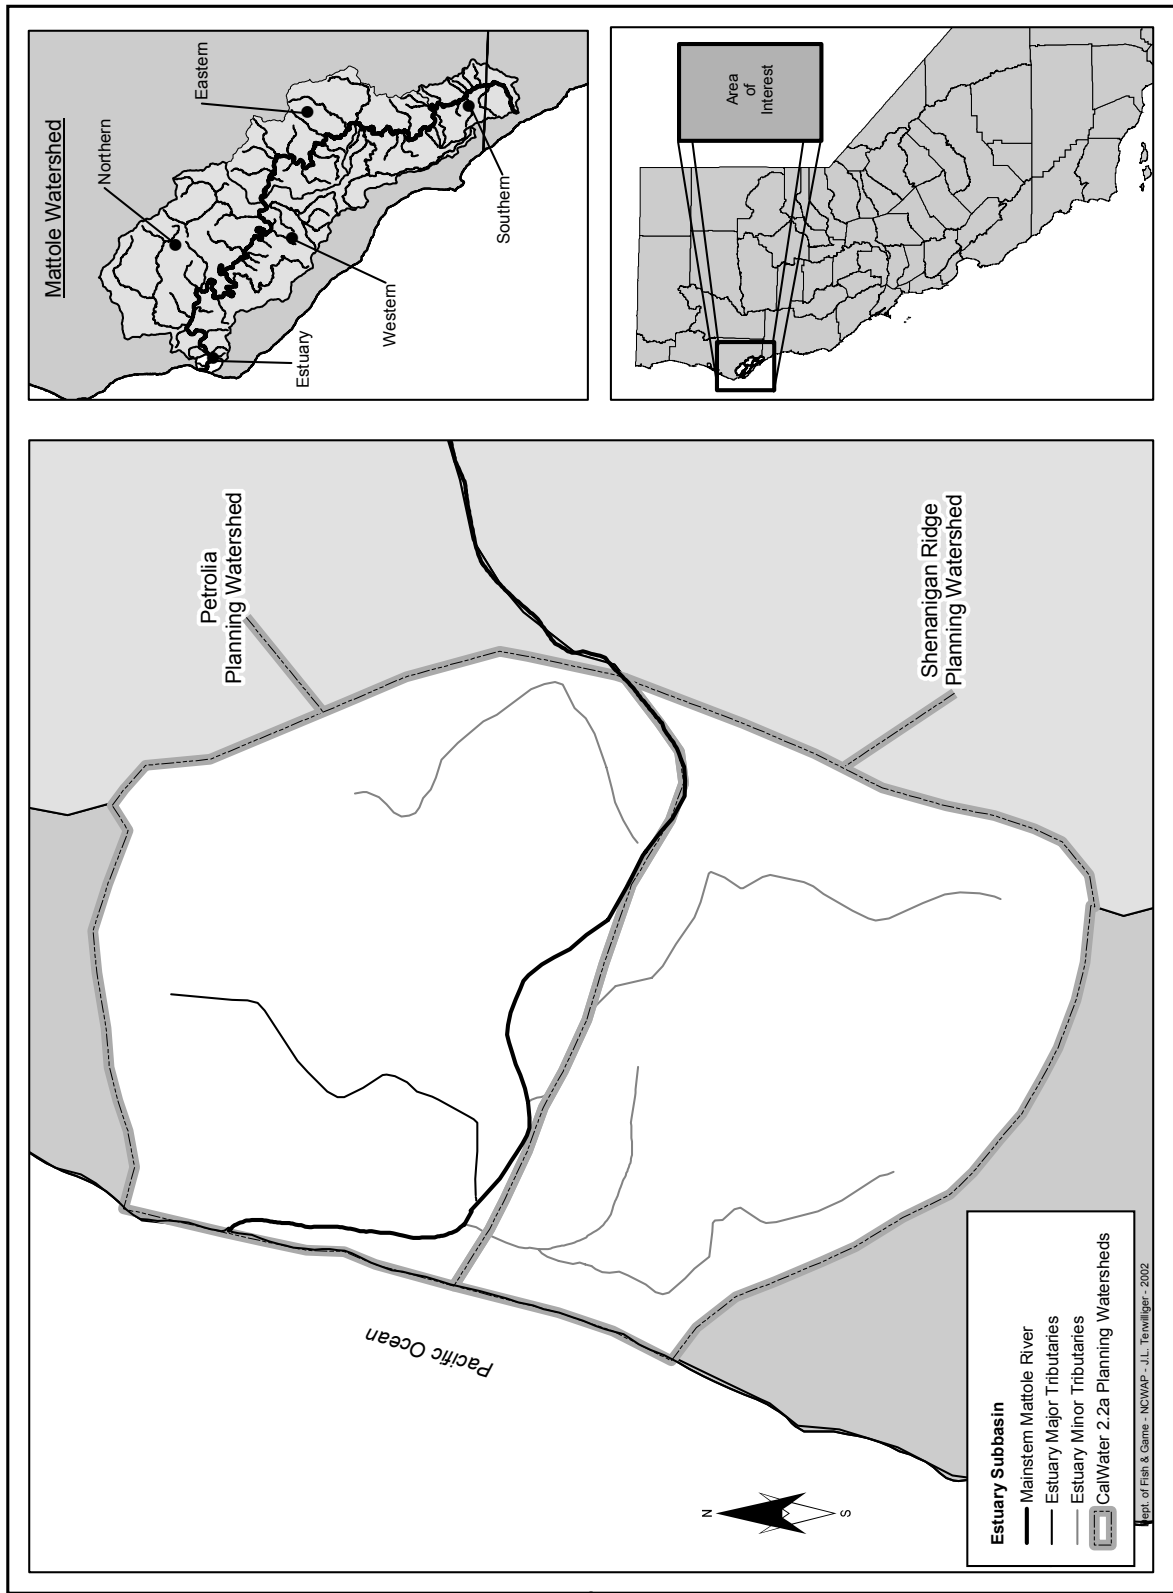 Mattole Watershed
Northern
Eastern
Estuary
Western
Southern
Area
of
Interest
Petrolia
Planning Watershed
Shenanigan Ridge
Planning Watershed
Pacific Ocean
N
S
Estuary Subbasin
Mainstem Mattole River
Estuary Major Tributaries
Estuary Minor Tributaries
CalWater 2.2a Planning Watersheds
Dept. of Fish & Game - NCWAP - J.L. Terwilliger - 2002